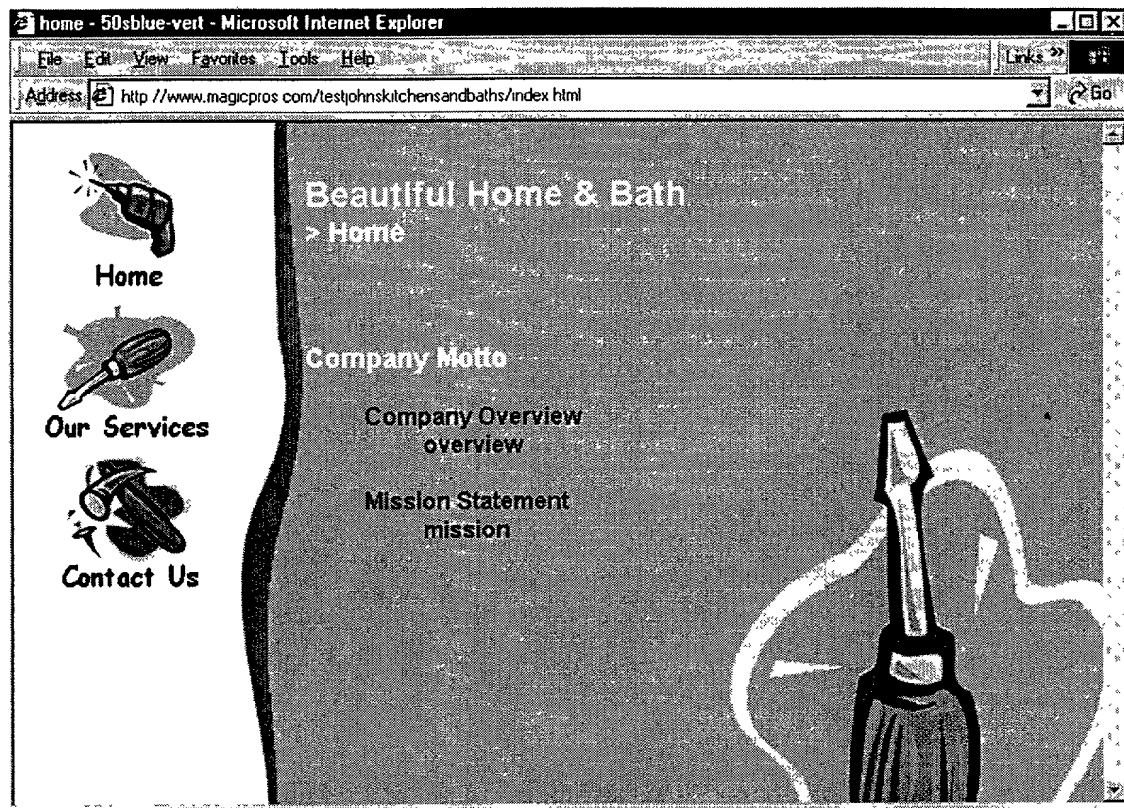 home - 50sblue-vert - Microsoft Internet Explorer
File Edit View Favorites Tools Help Links »
Address http //www.magicpros com/testjohnskitchensandbaths/index html Go
Beautiful Home & Bath
> Home
Home
Company Motto
Company Overview
overview
Our Services
Mission Statement
mission
Contact Us